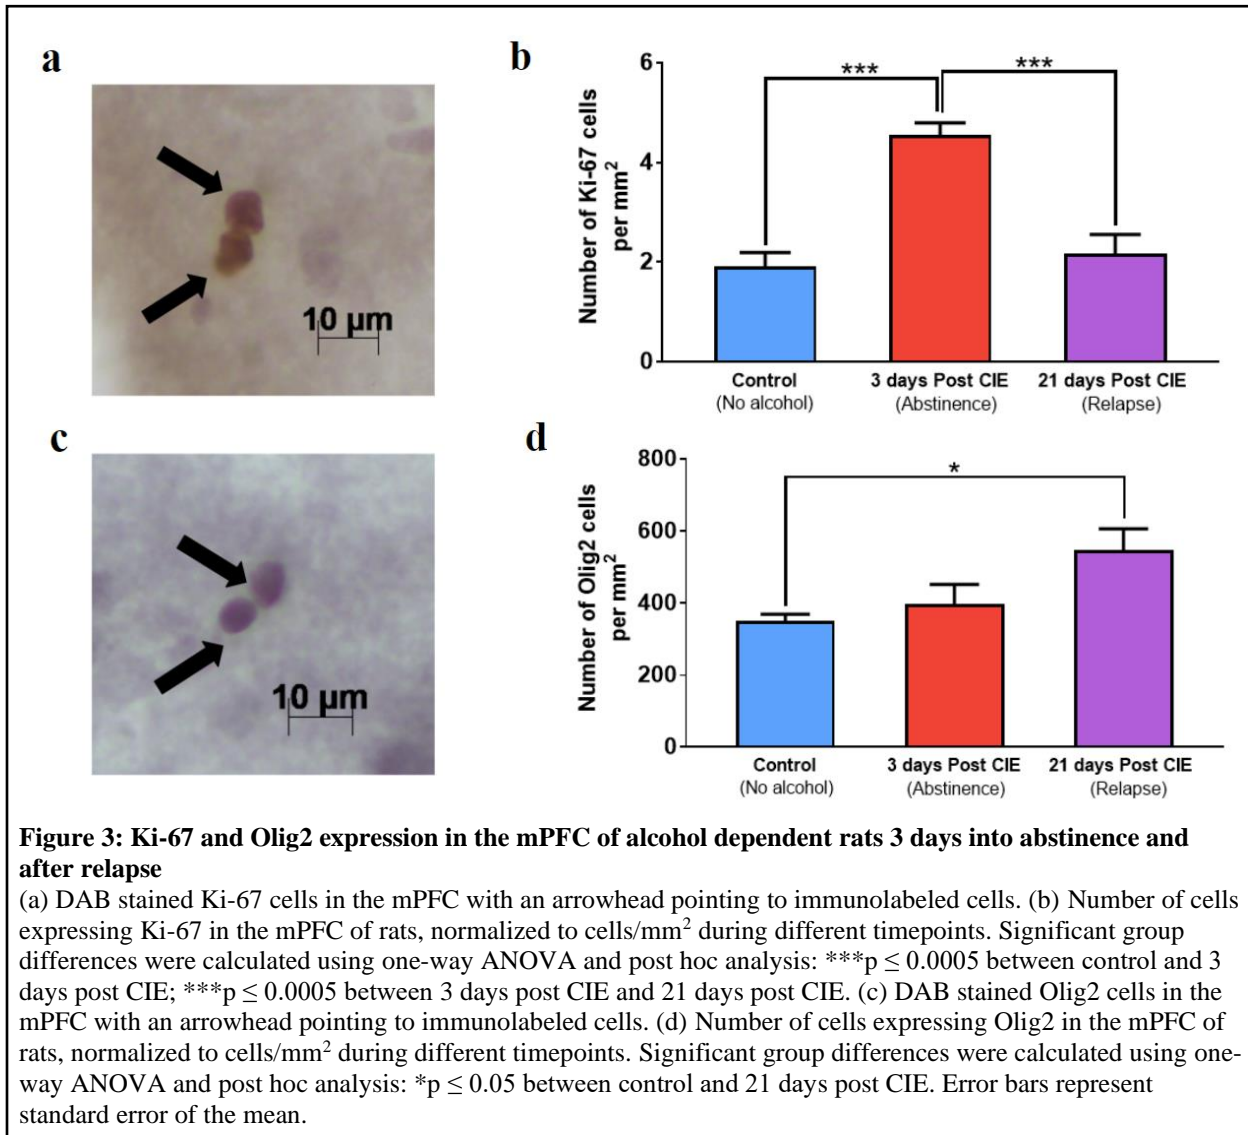 a
10 µm
b
Number of Ki-67 cells
per mm²
6
4
2
0
***
***
Control
(No alcohol)
3 days Post CIE
(Abstinence)
21 days Post CIE
(Relapse)
c
10 µm
d
Number of Olig2 cells
per mm²
800
600
400
200
0
*
Control
(No alcohol)
3 days Post CIE
(Abstinence)
21 days Post CIE
(Relapse)
Figure 3: Ki-67 and Olig2 expression in the mPFC of alcohol dependent rats 3 days into abstinence and
after relapse
(a) DAB stained Ki-67 cells in the mPFC with an arrowhead pointing to immunolabeled cells. (b) Number of cells
expressing Ki-67 in the mPFC of rats, normalized to cells/mm² during different timepoints. Significant group
differences were calculated using one-way ANOVA and post hoc analysis: ***p ≤ 0.0005 between control and 3
days post CIE; ***p ≤ 0.0005 between 3 days post CIE and 21 days post CIE. (c) DAB stained Olig2 cells in the
mPFC with an arrowhead pointing to immunolabeled cells. (d) Number of cells expressing Olig2 in the mPFC of
rats, normalized to cells/mm² during different timepoints. Significant group differences were calculated using one-
way ANOVA and post hoc analysis: *p ≤ 0.05 between control and 21 days post CIE. Error bars represent
standard error of the mean.